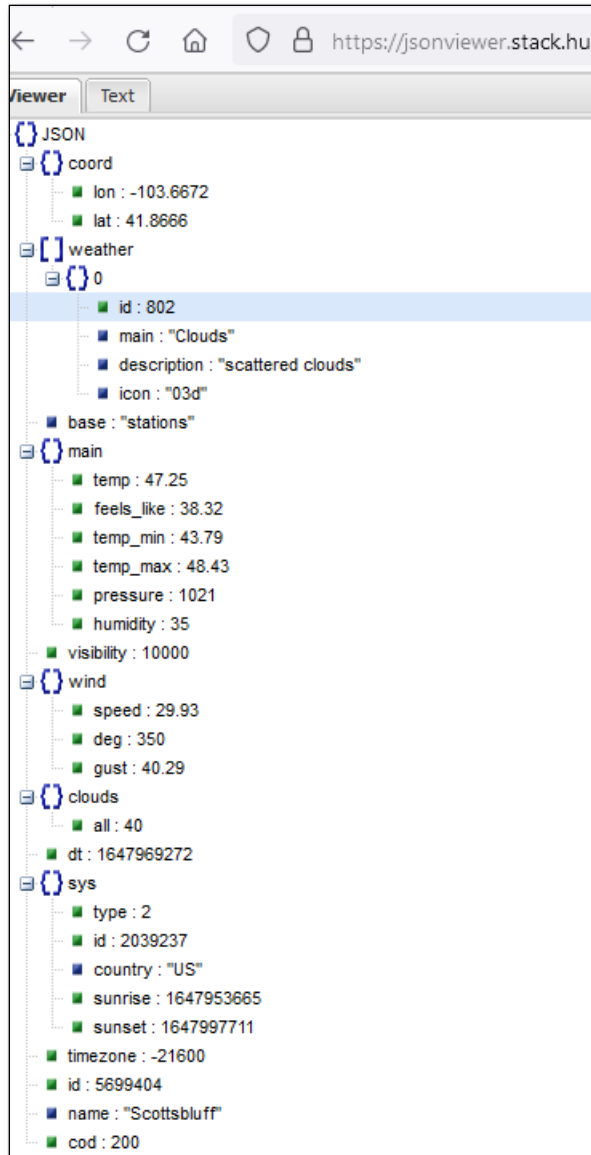 https://jsonviewer.stack.hu
Viewer Text
{} JSON
{} coord
lon : -103.6672
lat : 41.8666
[] weather
{} 0
id : 802
main : "Clouds"
description : "scattered clouds"
icon : "03d"
base : "stations"
{} main
temp : 47.25
feels_like : 38.32
temp_min : 43.79
temp_max : 48.43
pressure : 1021
humidity : 35
visibility : 10000
{} wind
speed : 29.93
deg : 350
gust : 40.29
{} clouds
all : 40
dt : 1647969272
{} sys
type : 2
id : 2039237
country : "US"
sunrise : 1647953665
sunset : 1647997711
timezone : -21600
id : 5699404
name : "Scottsbluff"
cod : 200